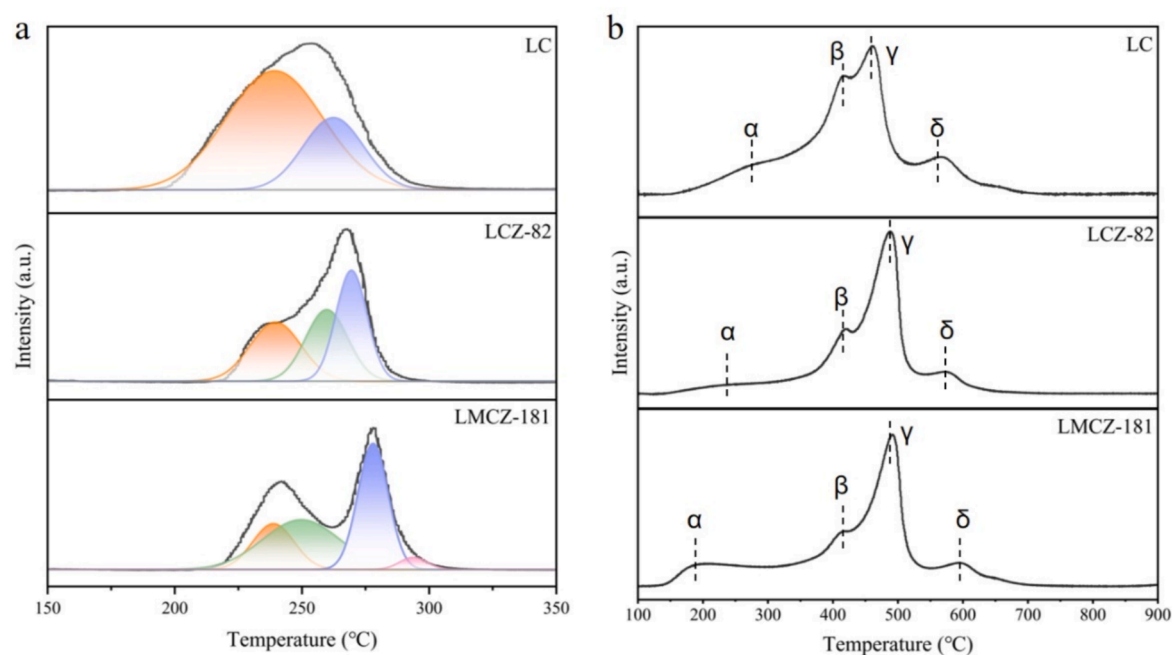 a
LC
LCZ-82
LMCZ-181
Intensity (a.u.)
150 200 250 300 350
Temperature (℃)
b
LC
α
β
γ
δ
LCZ-82
α
β
γ
δ
LMCZ-181
α
β
γ
δ
Intensity (a.u.)
100 200 300 400 500 600 700 800 900
Temperature (℃)